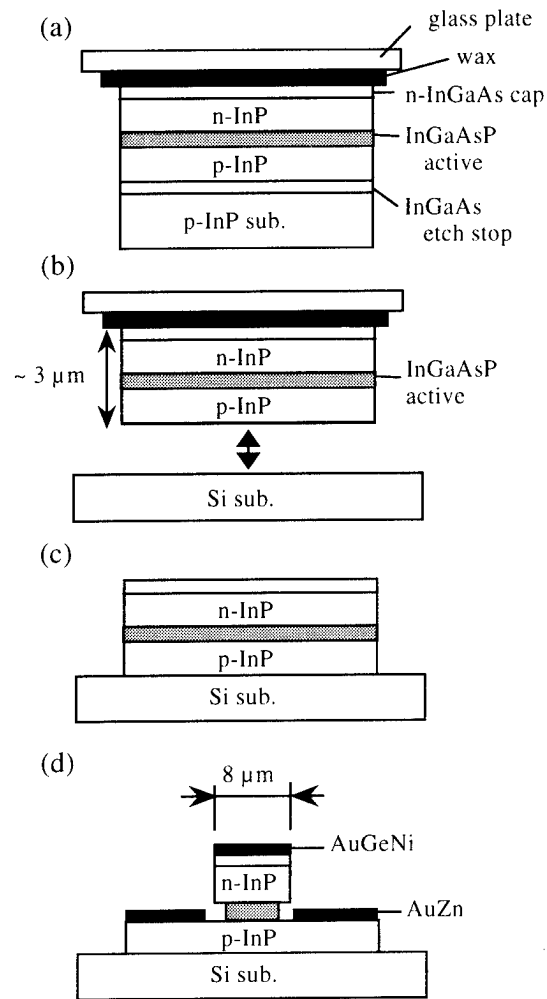 (a)
glass plate
wax
n-InGaAs cap
n-InP
InGaAsP
active
p-InP
InGaAs
etch stop
p-InP sub.
(b)
~ 3 µm
n-InP
InGaAsP
active
p-InP
Si sub.
(c)
n-InP
p-InP
Si sub.
(d)
8 µm
AuGeNi
n-InP
AuZn
p-InP
Si sub.